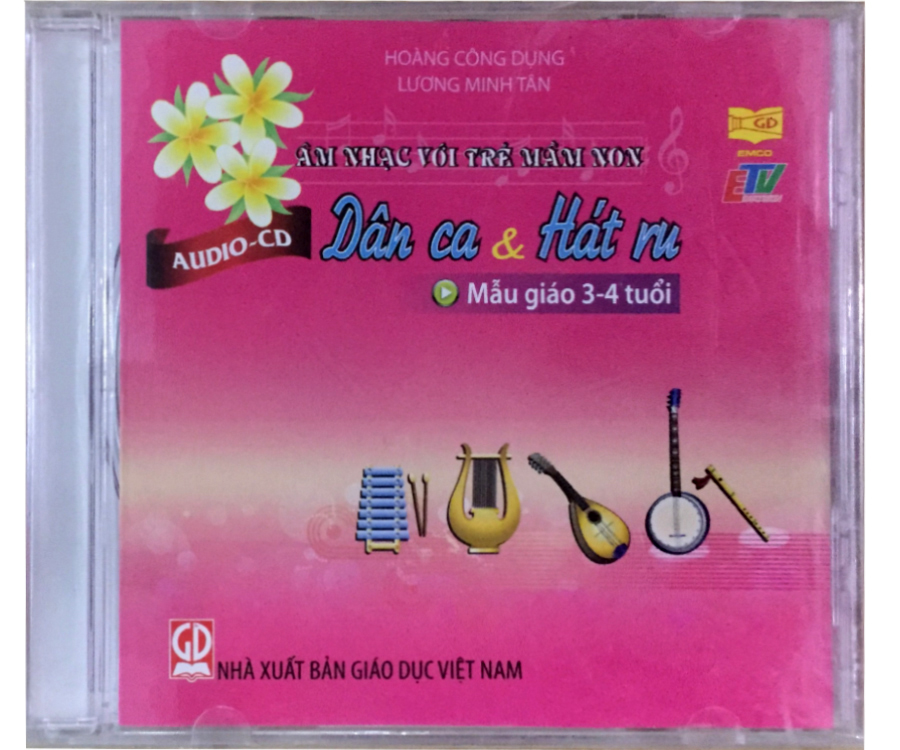 HOÀNG CÔNG DỤNG
LƯƠNG MINH TÂN
ÂM NHẠC VỚI TRẺ MẦM NON
GD
EMCO
ETV
AUDIO-CD
Dân ca & Hát ru
Mẫu giáo 3-4 tuổi
GD
NHÀ XUẤT BẢN GIÁO DỤC VIỆT NAM